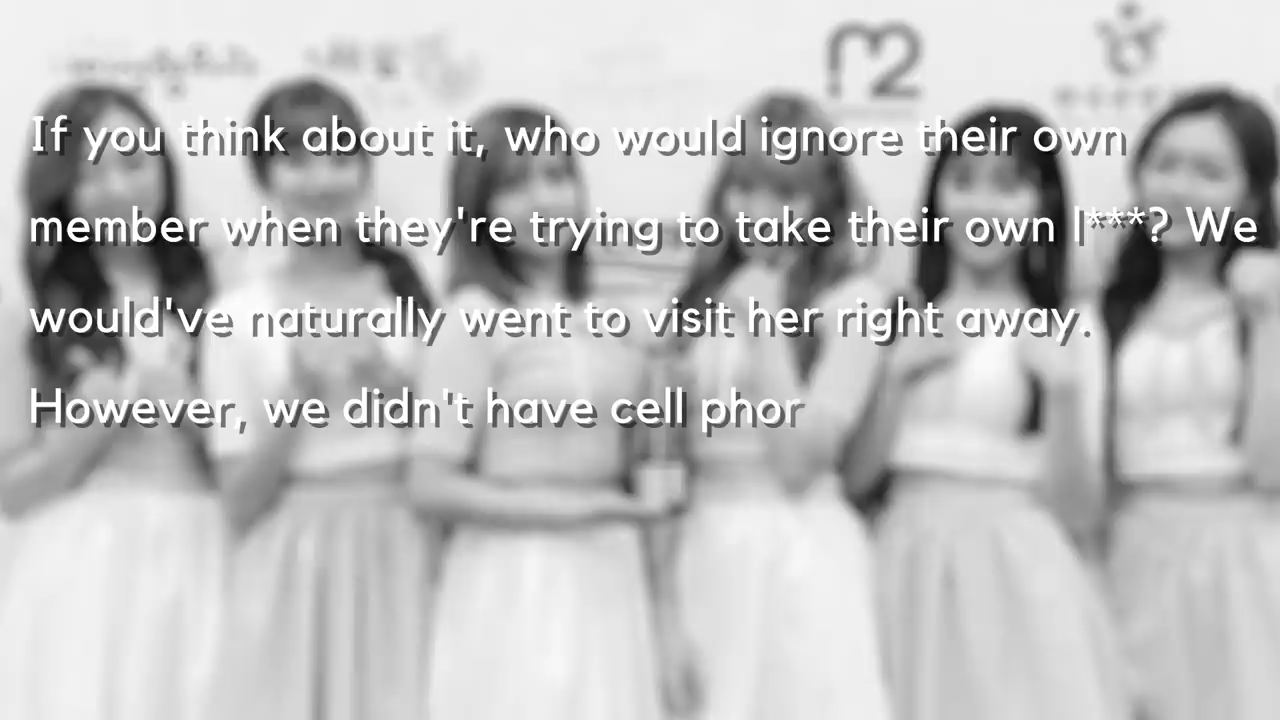 If you think about it, who would ignore their own
member when they're trying to take their own l***? We
would've naturally went to visit her right away.
However, we didn't have cell phor